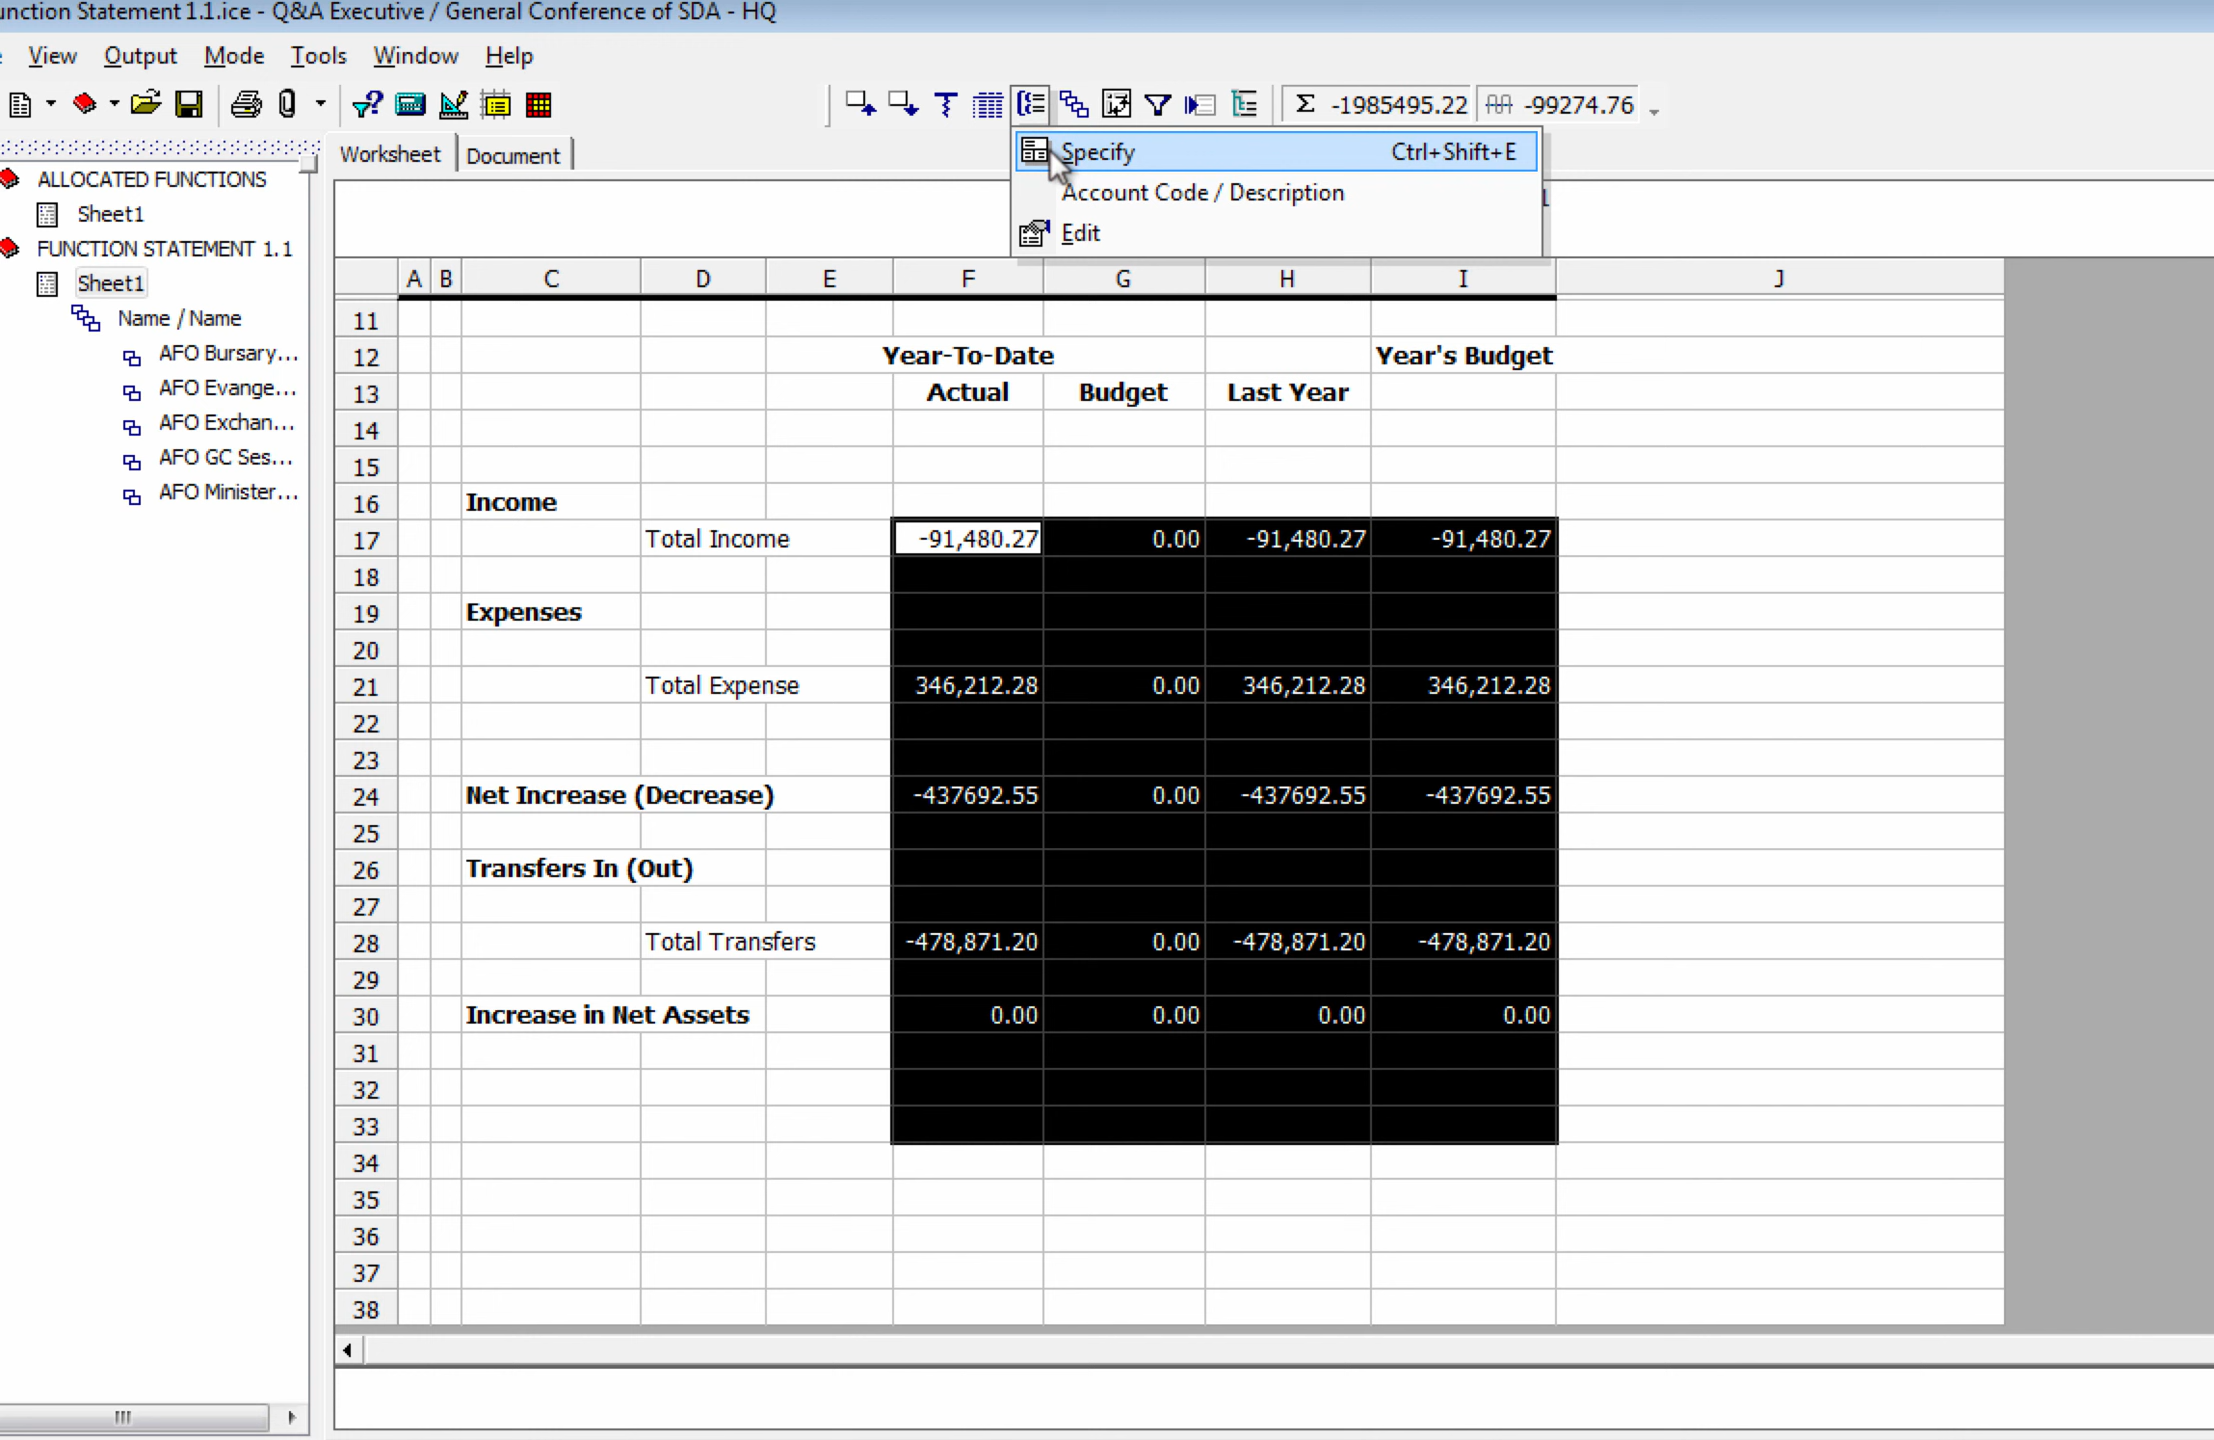 unction Statement 1.1.ice - Q&A Executive / General Conference of SDA - HQ
View Output Mode Tools Window Help
Σ -1985495.22 -99274.76
Worksheet Document
Specify Ctrl+Shift+E
Account Code / Description
Edit
ALLOCATED FUNCTIONS
Sheet1
FUNCTION STATEMENT 1.1
Sheet1
Name / Name
AFO Bursary...
AFO Evange...
AFO Exchan...
AFO GC Ses...
AFO Minister...
A B C D E F G H I J
11
12 Year-To-Date Year's Budget
13 Actual Budget Last Year
14
15
16 Income
17 Total Income -91,480.27 0.00 -91,480.27 -91,480.27
18
19 Expenses
20
21 Total Expense 346,212.28 0.00 346,212.28 346,212.28
22
23
24 Net Increase (Decrease) -437692.55 0.00 -437692.55 -437692.55
25
26 Transfers In (Out)
27
28 Total Transfers -478,871.20 0.00 -478,871.20 -478,871.20
29
30 Increase in Net Assets 0.00 0.00 0.00 0.00
31
32
33
34
35
36
37
38